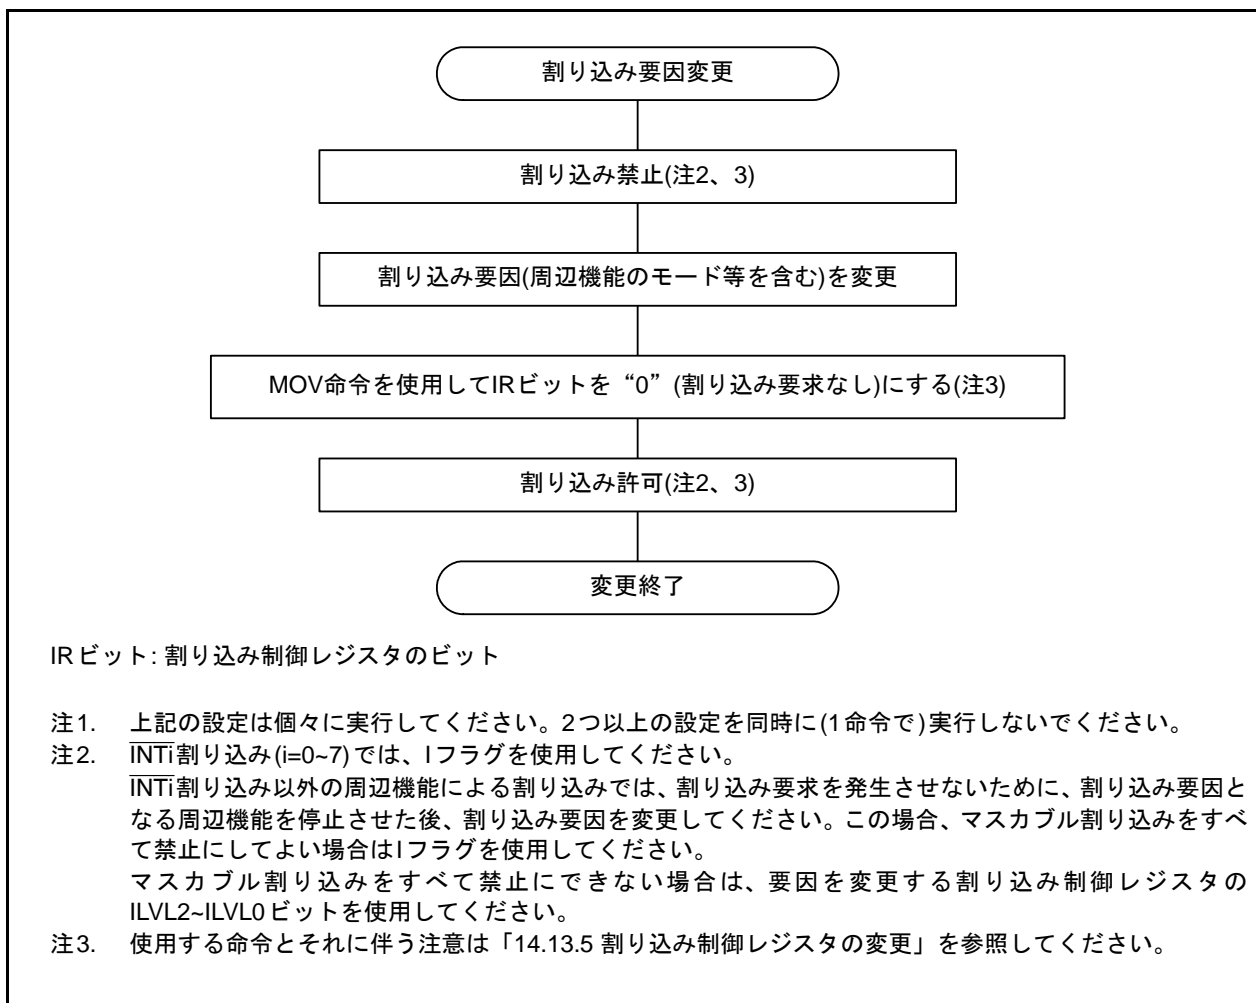 割り込み要因変更
割り込み禁止(注2、3)
割り込み要因(周辺機能のモード等を含む)を変更
MOV命令を使用してIRビットを“0”(割り込み要求なし)にする(注3)
割り込み許可(注2、3)
変更終了
IRビット: 割り込み制御レジスタのビット
注1. 上記の設定は個々に実行してください。2つ以上の設定を同時に(1命令で)実行しないでください。
注2. INTi割り込み(i=0~7)では、Iフラグを使用してください。
INTi割り込み以外の周辺機能による割り込みでは、割り込み要求を発生させないために、割り込み要因と
なる周辺機能を停止させた後、割り込み要因を変更してください。この場合、マスカブル割り込みをすべ
て禁止にしてよい場合はIフラグを使用してください。
マスカブル割り込みをすべて禁止にできない場合は、要因を変更する割り込み制御レジスタの
ILVL2~ILVL0ビットを使用してください。
注3. 使用する命令とそれに伴う注意は「14.13.5 割り込み制御レジスタの変更」を参照してください。